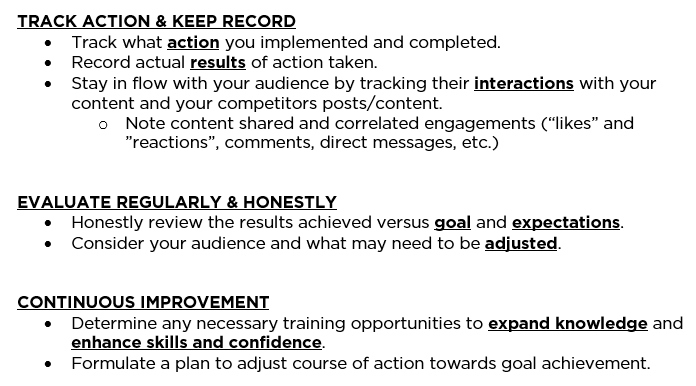 TRACK ACTION & KEEP RECORD
• Track what action you implemented and completed.
• Record actual results of action taken.
• Stay in flow with your audience by tracking their interactions with your
content and your competitors posts/content.
o Note content shared and correlated engagements (“likes” and
”reactions”, comments, direct messages, etc.)
EVALUATE REGULARLY & HONESTLY
• Honestly review the results achieved versus goal and expectations.
• Consider your audience and what may need to be adjusted.
CONTINUOUS IMPROVEMENT
• Determine any necessary training opportunities to expand knowledge and
enhance skills and confidence.
• Formulate a plan to adjust course of action towards goal achievement.